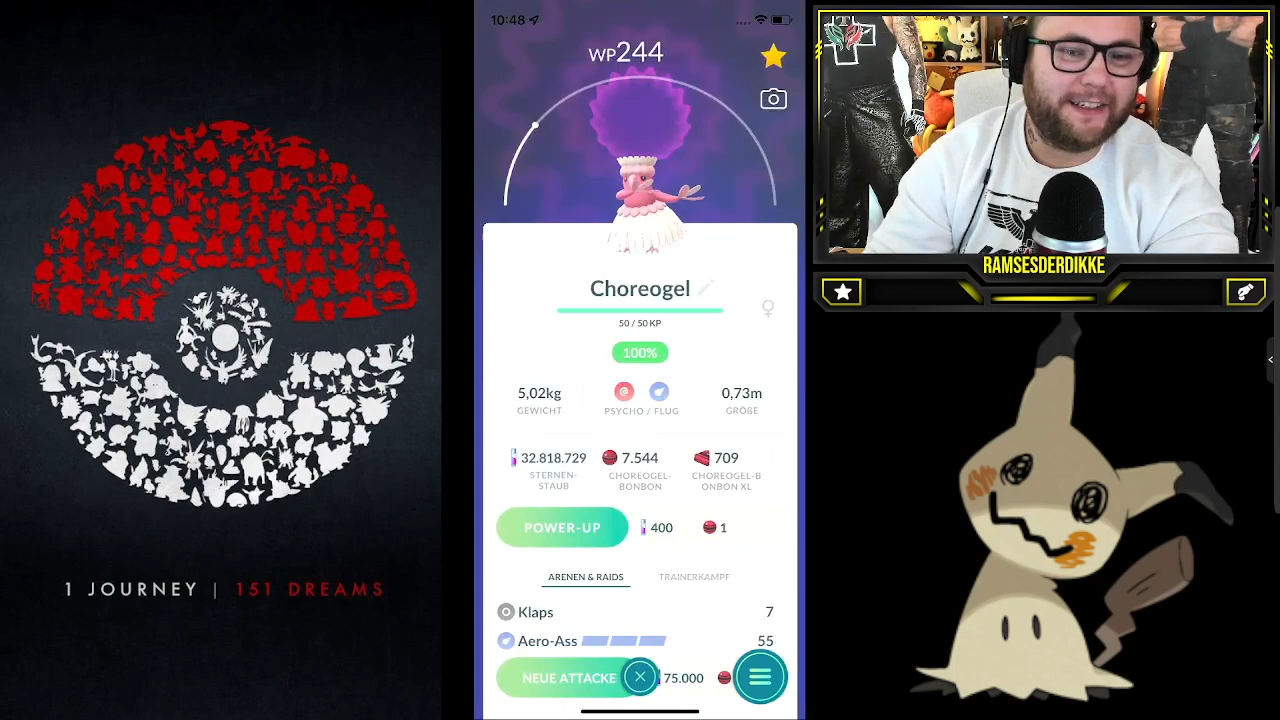 1 JOURNEY | 151 DREAMS
10:48
WP244
Choreogel
50 / 50 KP
100%
5,02kg
GEWICHT
PSYCHO / FLUG
0,73m
GRÖßE
32.818.729
STERNEN-
STAUB
7.544
CHOREOGEL-
BONBON
709
CHOREOGEL-B
ONBON XL
POWER-UP
400
1
ARENEN & RAIDS
TRAINERKAMPF
Klaps
7
Aero-Ass
55
NEUE ATTACKE
75.000
RAMSESDERDIKKE